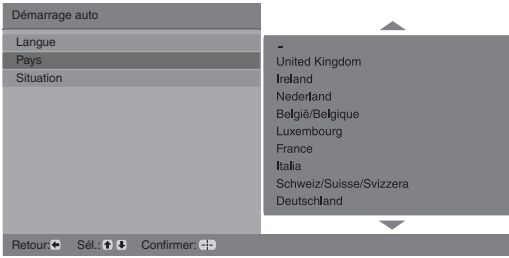 Démarrage auto
Langue
Pays
Situation
-
United Kingdom
Ireland
Nederland
België/Belgique
Luxembourg
France
Italia
Schweiz/Suisse/Svizzera
Deutschland
Retour: Sél.: Confirmer: